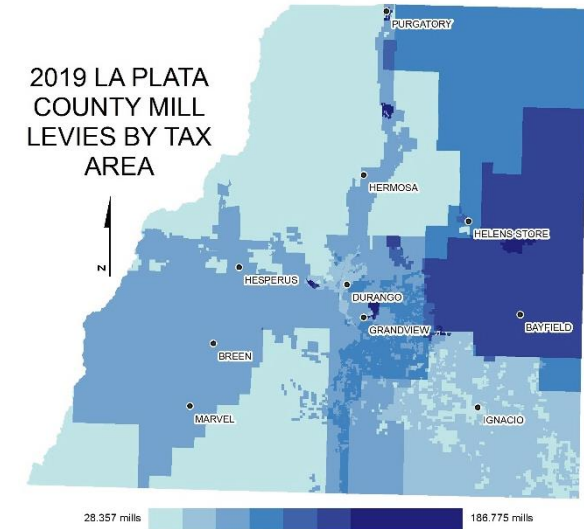 PURGATORY
2019 LA PLATA
COUNTY MILL
LEVIES BY TAX
AREA
HERMOSA
N
HELENS STORE
HESPERUS
DURANGO
GRANDVIEW
BAYFIELD
BREEN
MARVEL
IGNACIO
28.357 mills
186.775 mills